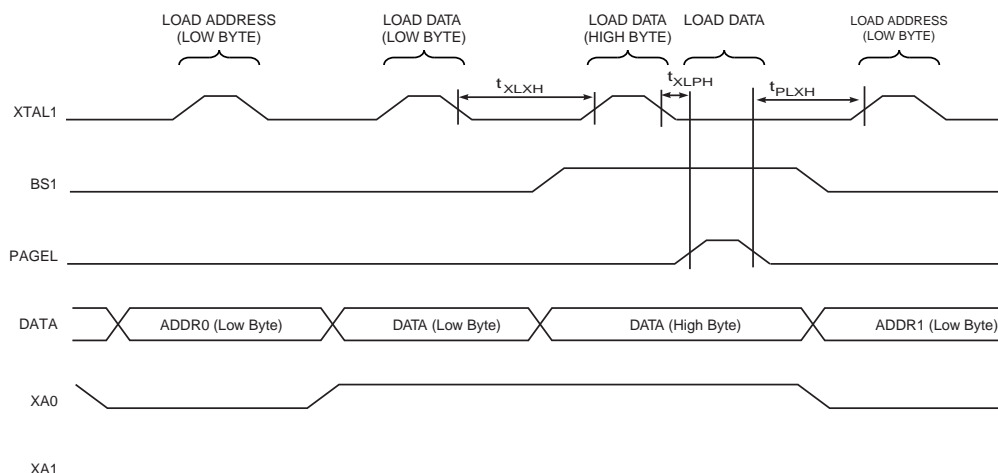 LOAD ADDRESS
(LOW BYTE)
LOAD DATA
(LOW BYTE)
LOAD DATA
(HIGH BYTE)
LOAD DATA
LOAD ADDRESS
(LOW BYTE)
tXLXH
tXLPH
tPLXH
XTAL1
BS1
PAGEL
DATA
ADDR0 (Low Byte)
DATA (Low Byte)
DATA (High Byte)
ADDR1 (Low Byte)
XA0
XA1